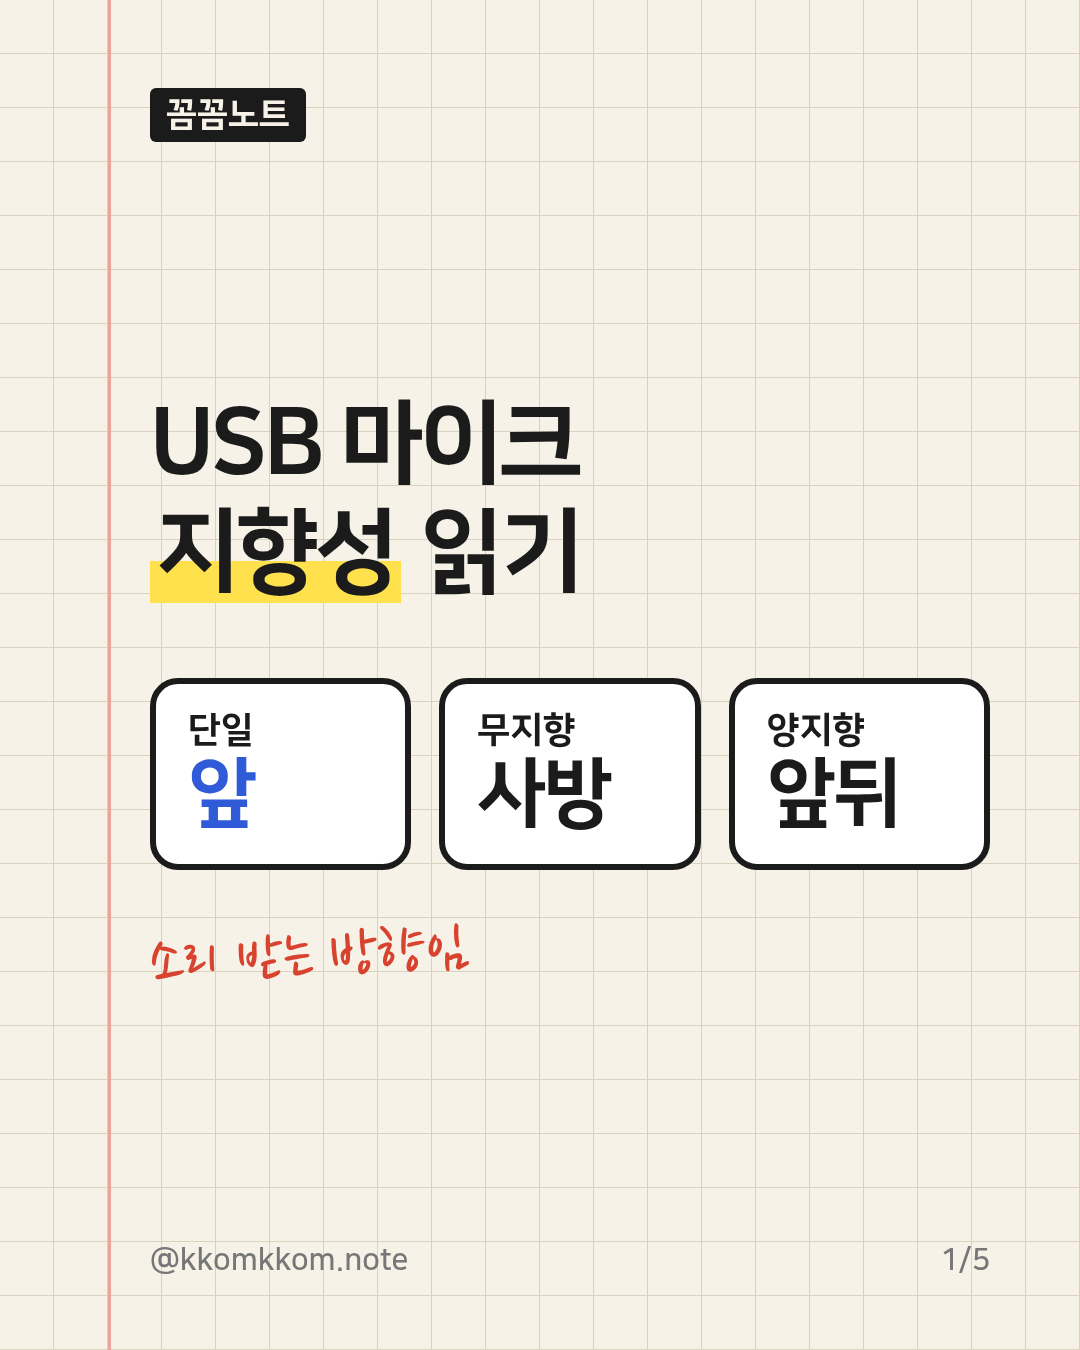 꼼꼼노트
USB 마이크
지향성 읽기
단일
앞
무지향
사방
양지향
앞뒤
소리 받는 방향임
@kkomkkom.note
1/5